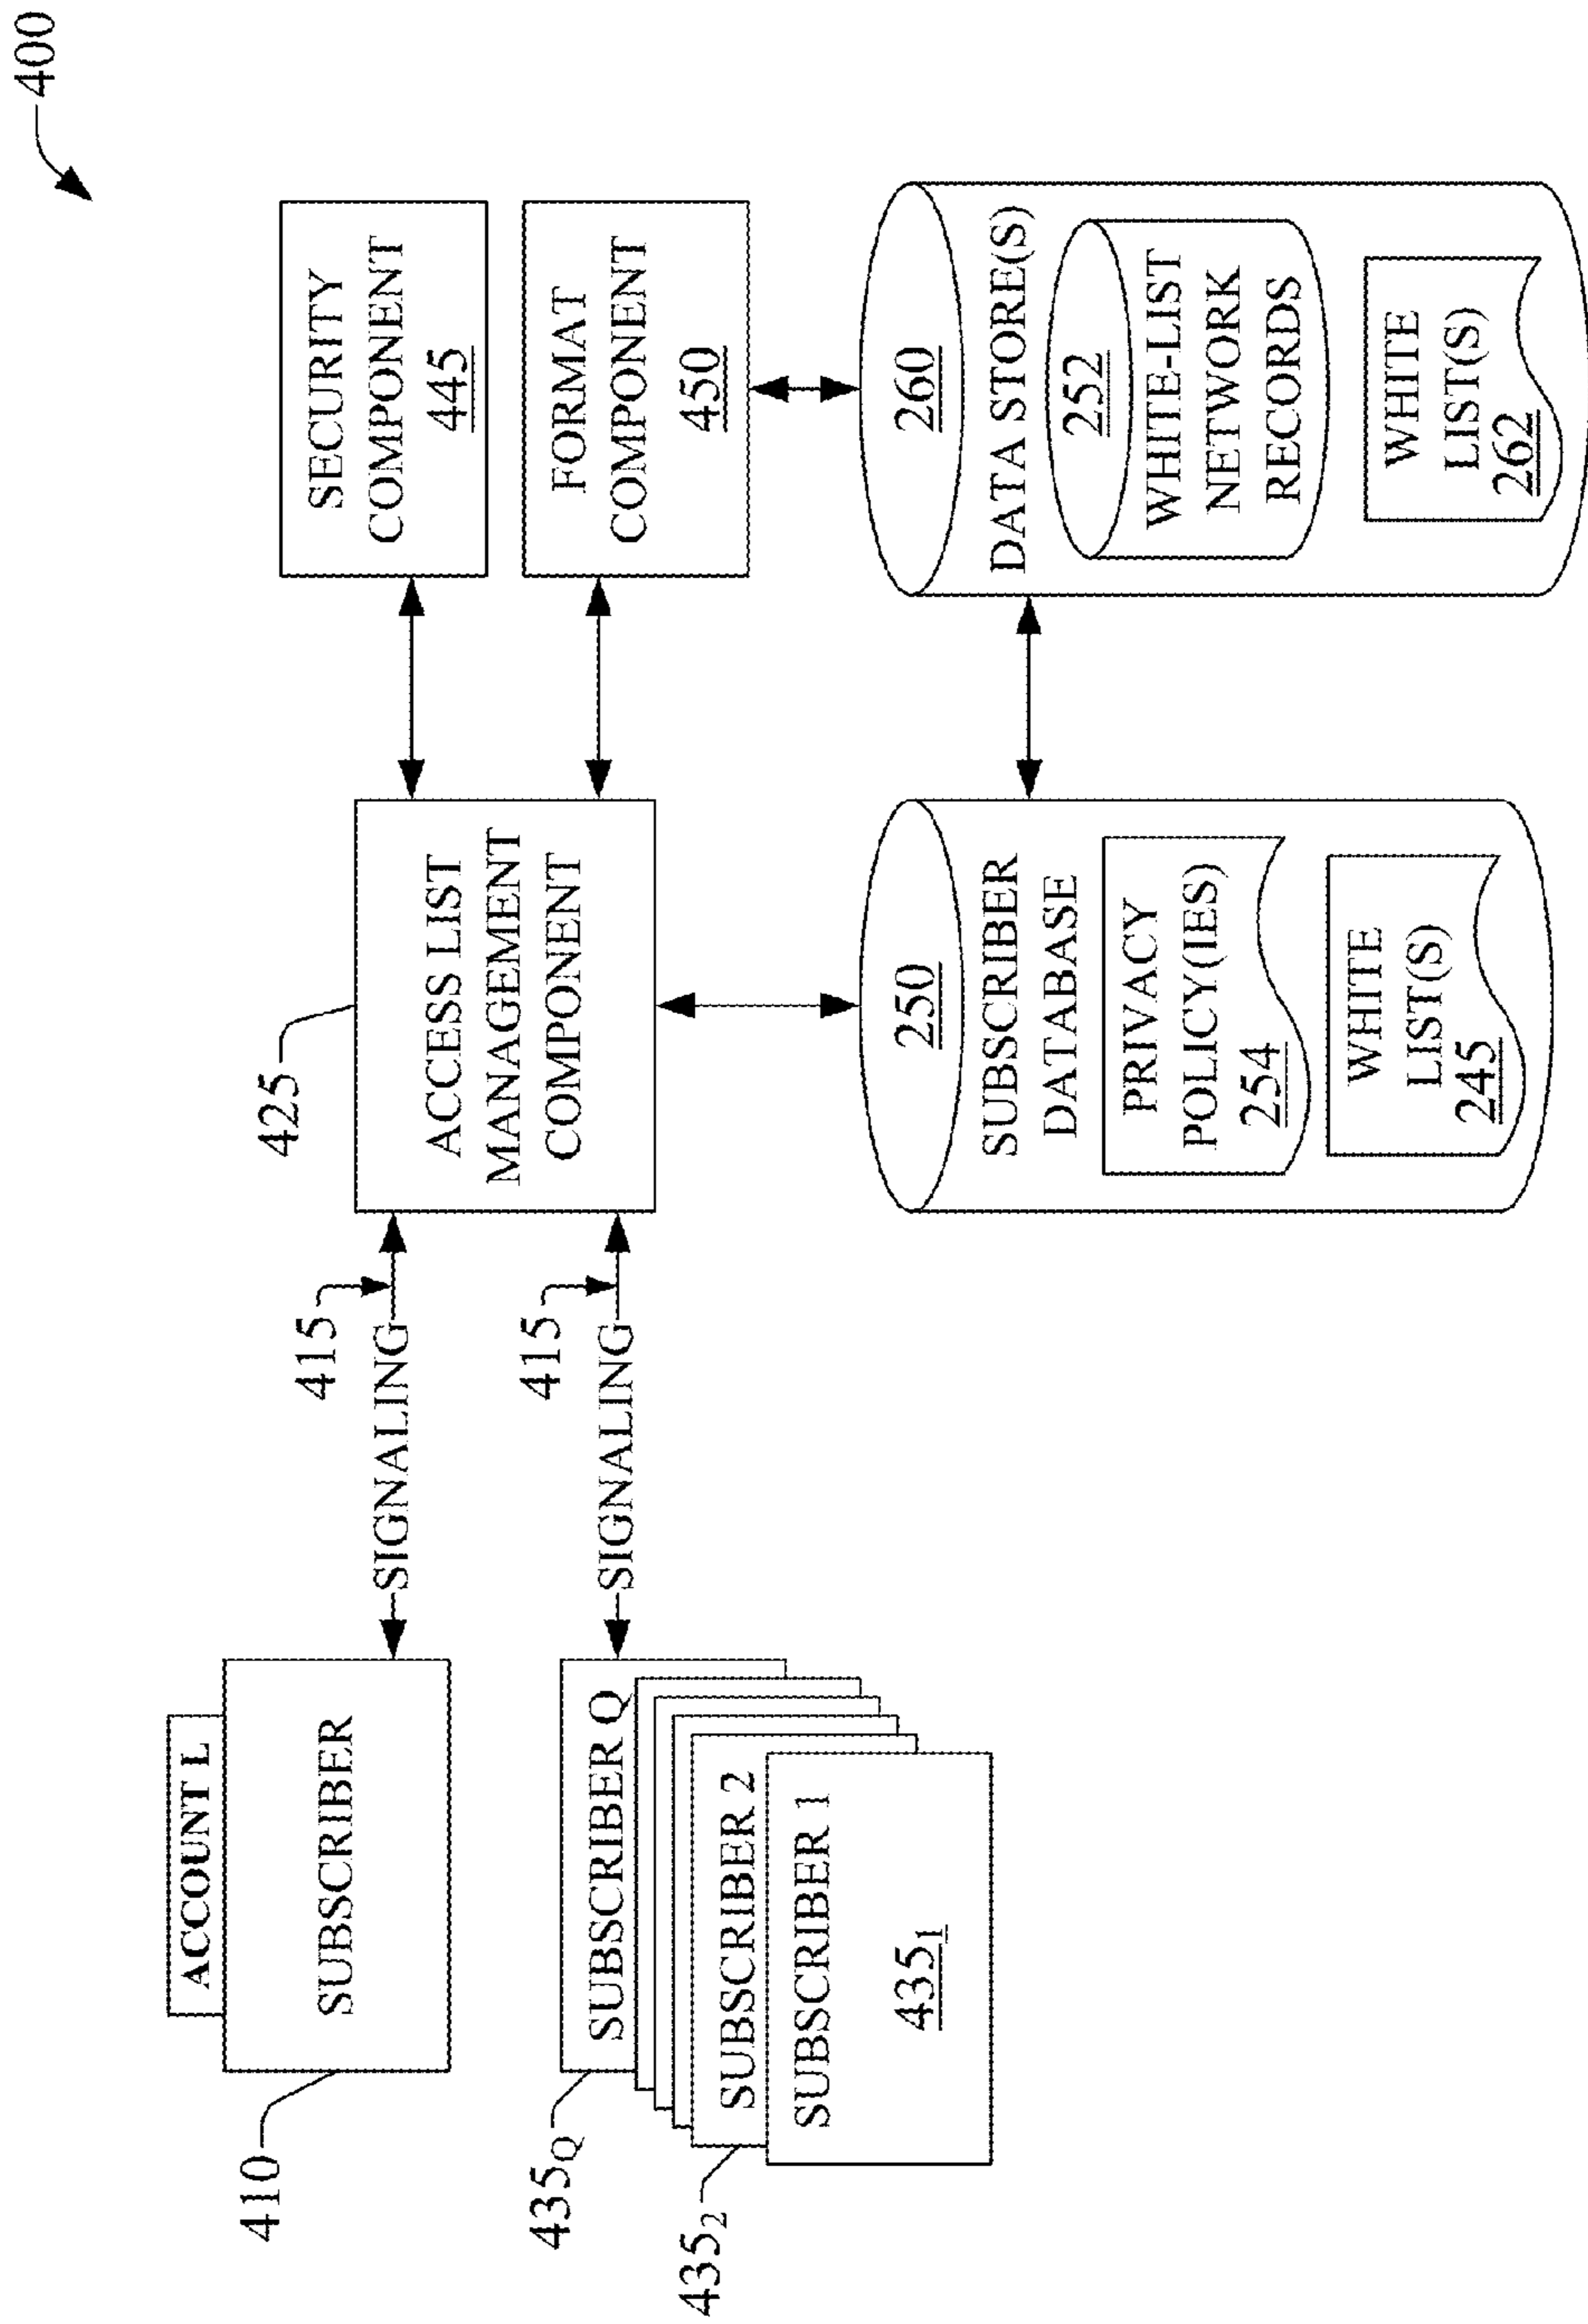 400
ACCOUNT L
SUBSCRIBER
410
SIGNALING
415
425
ACCESS LIST
MANAGEMENT
COMPONENT
SECURITY
COMPONENT
445
FORMAT
COMPONENT
450
SUBSCRIBER Q
435Q
SUBSCRIBER 2
4352
SUBSCRIBER 1
4351
SIGNALING
415
250
SUBSCRIBER
DATABASE
PRIVACY
POLICY(IES)
254
WHITE
LIST(S)
245
260
DATA STORE(S)
252
WHITE-LIST
NETWORK
RECORDS
WHITE
LIST(S)
262